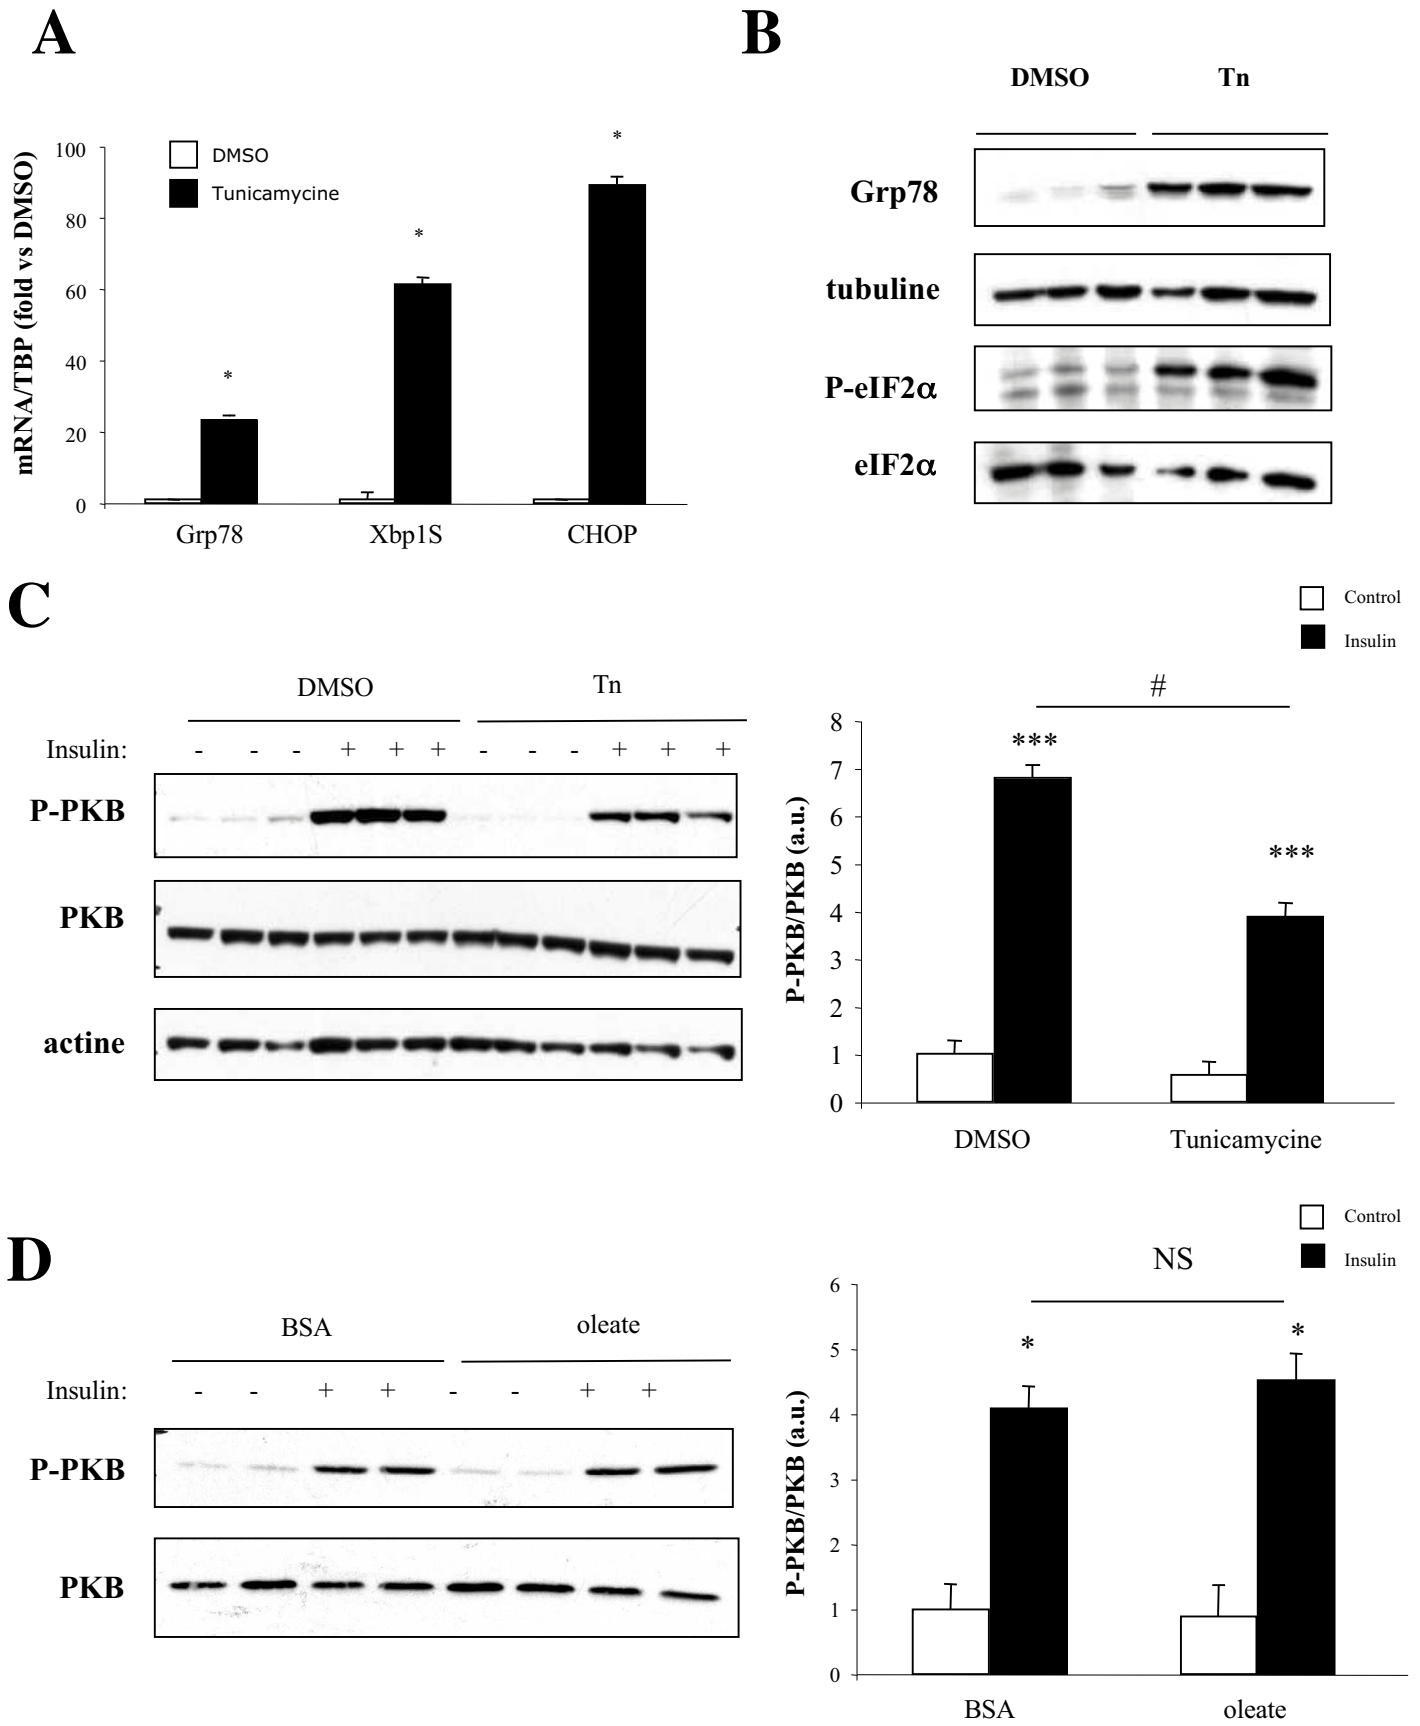 A
mRNA/TBP (fold vs DMSO)
100
80
60
40
20
0
DMSO
Tunicamycine
*
*
*
Grp78 Xbp1S CHOP
B
DMSO Tn
Grp78
tubuline
P-eIF2α
eIF2α
C
DMSO Tn
Insulin: - - - + + + - - - + + +
P-PKB
PKB
actine
Control
Insulin
#
P-PKB/PKB (a.u.)
8
7
6
5
4
3
2
1
0
***
***
DMSO Tunicamycine
D
BSA oleate
Insulin: - - + + - - + +
P-PKB
PKB
Control
Insulin
NS
P-PKB/PKB (a.u.)
6
5
4
3
2
1
0
*
*
BSA oleate